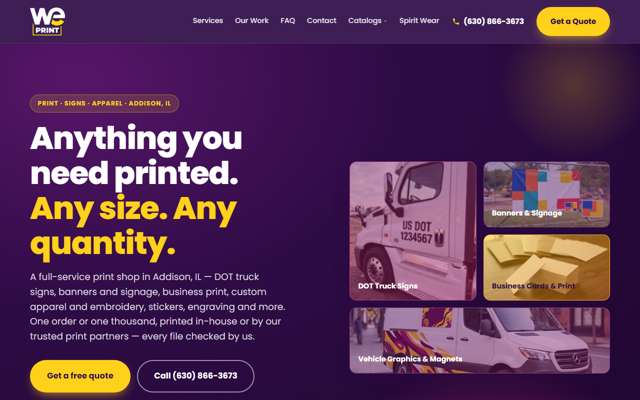 We
PRINT
Services
Our Work
FAQ
Contact
Catalogs
Spirit Wear
(630) 866-3673
Get a Quote
PRINT · SIGNS · APPAREL · ADDISON, IL
Anything you
need printed.
Any size. Any
quantity.
A full-service print shop in Addison, IL — DOT truck
signs, banners and signage, business print, custom
apparel and embroidery, stickers, engraving and more.
One order or one thousand, printed in-house or by our
trusted print partners — every file checked by us.
Get a free quote
Call (630) 866-3673
US DOT
1234567
DOT Truck Signs
Banners & Signage
Business Cards & Print
Vehicle Graphics & Magnets